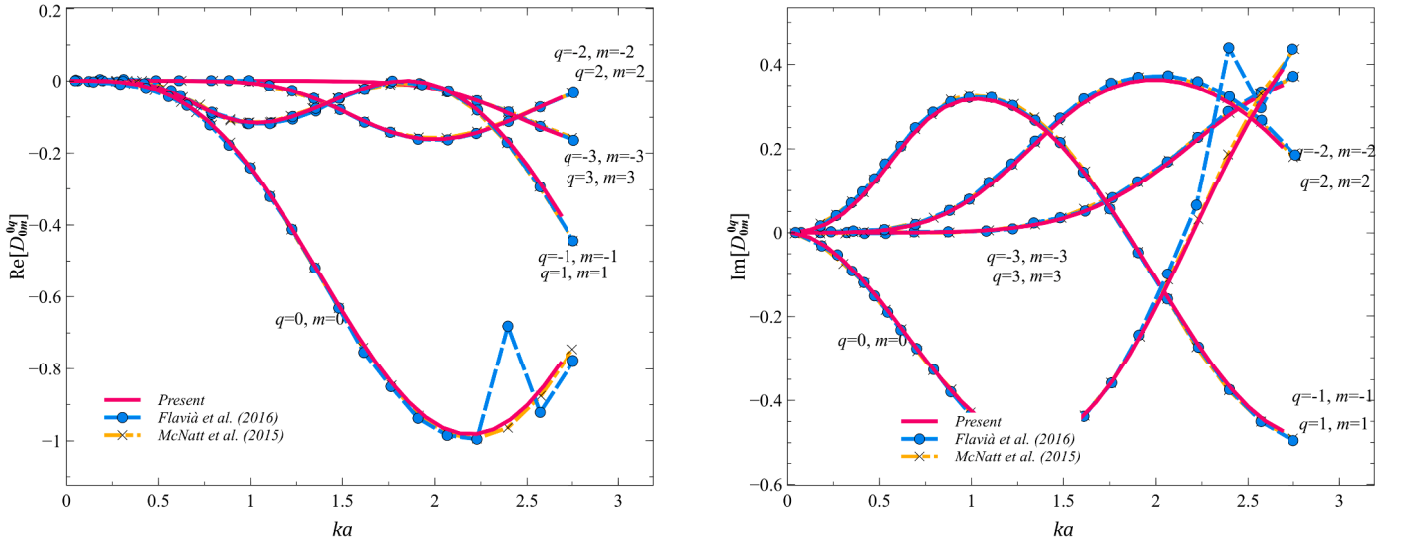 0.2
0
−0.2
−0.4
−0.6
−0.8
−1
Re[D^{0q}_{0m}]
q=-2, m=-2
q=2, m=2
q=-3, m=-3
q=3, m=3
q=-1, m=-1
q=1, m=1
q=0, m=0
Present
Flavià et al. (2016)
McNatt et al. (2015)
0 0.5 1 1.5 2 2.5 3
ka
0.4
0.2
0
−0.2
−0.4
−0.6
Im[D^{0q}_{0m}]
q=-2, m=-2
q=2, m=2
q=-3, m=-3
q=3, m=3
q=0, m=0
q=-1, m=-1
q=1, m=1
Present
Flavià et al. (2016)
McNatt et al. (2015)
0 0.5 1 1.5 2 2.5 3
ka